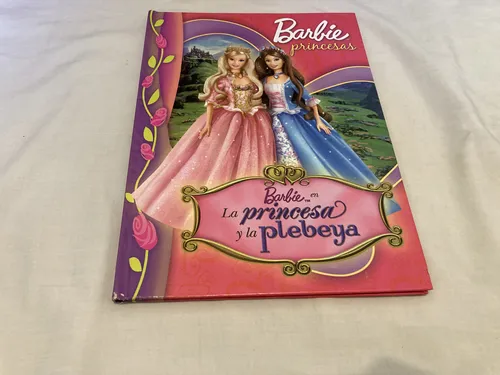 Barbie
princesas
Barbie en
La princesa
y la plebeya